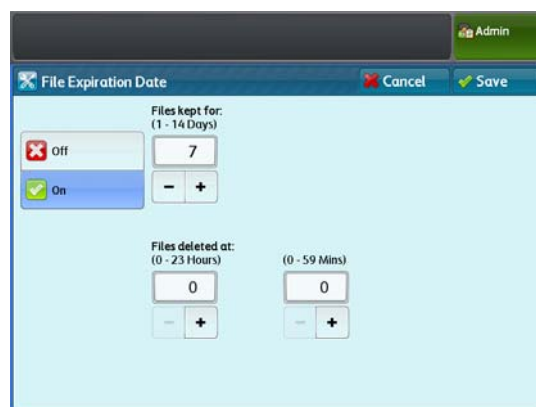 Admin
File Expiration Date
Cancel
Save
Files kept for:
(1 - 14 Days)
Off
7
On
- +
Files deleted at:
(0 - 23 Hours) (0 - 59 Mins)
0 0
- + - +